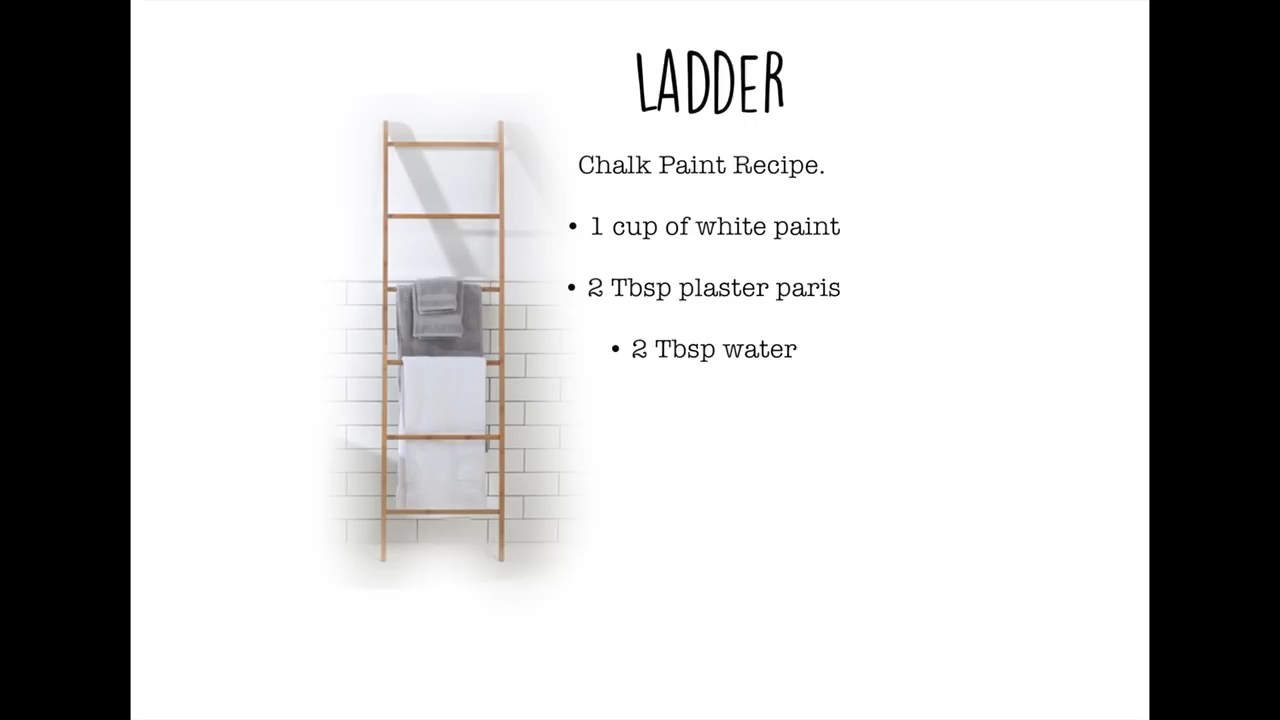 LADDER
Chalk Paint Recipe.
• 1 cup of white paint
• 2 Tbsp plaster paris
• 2 Tbsp water